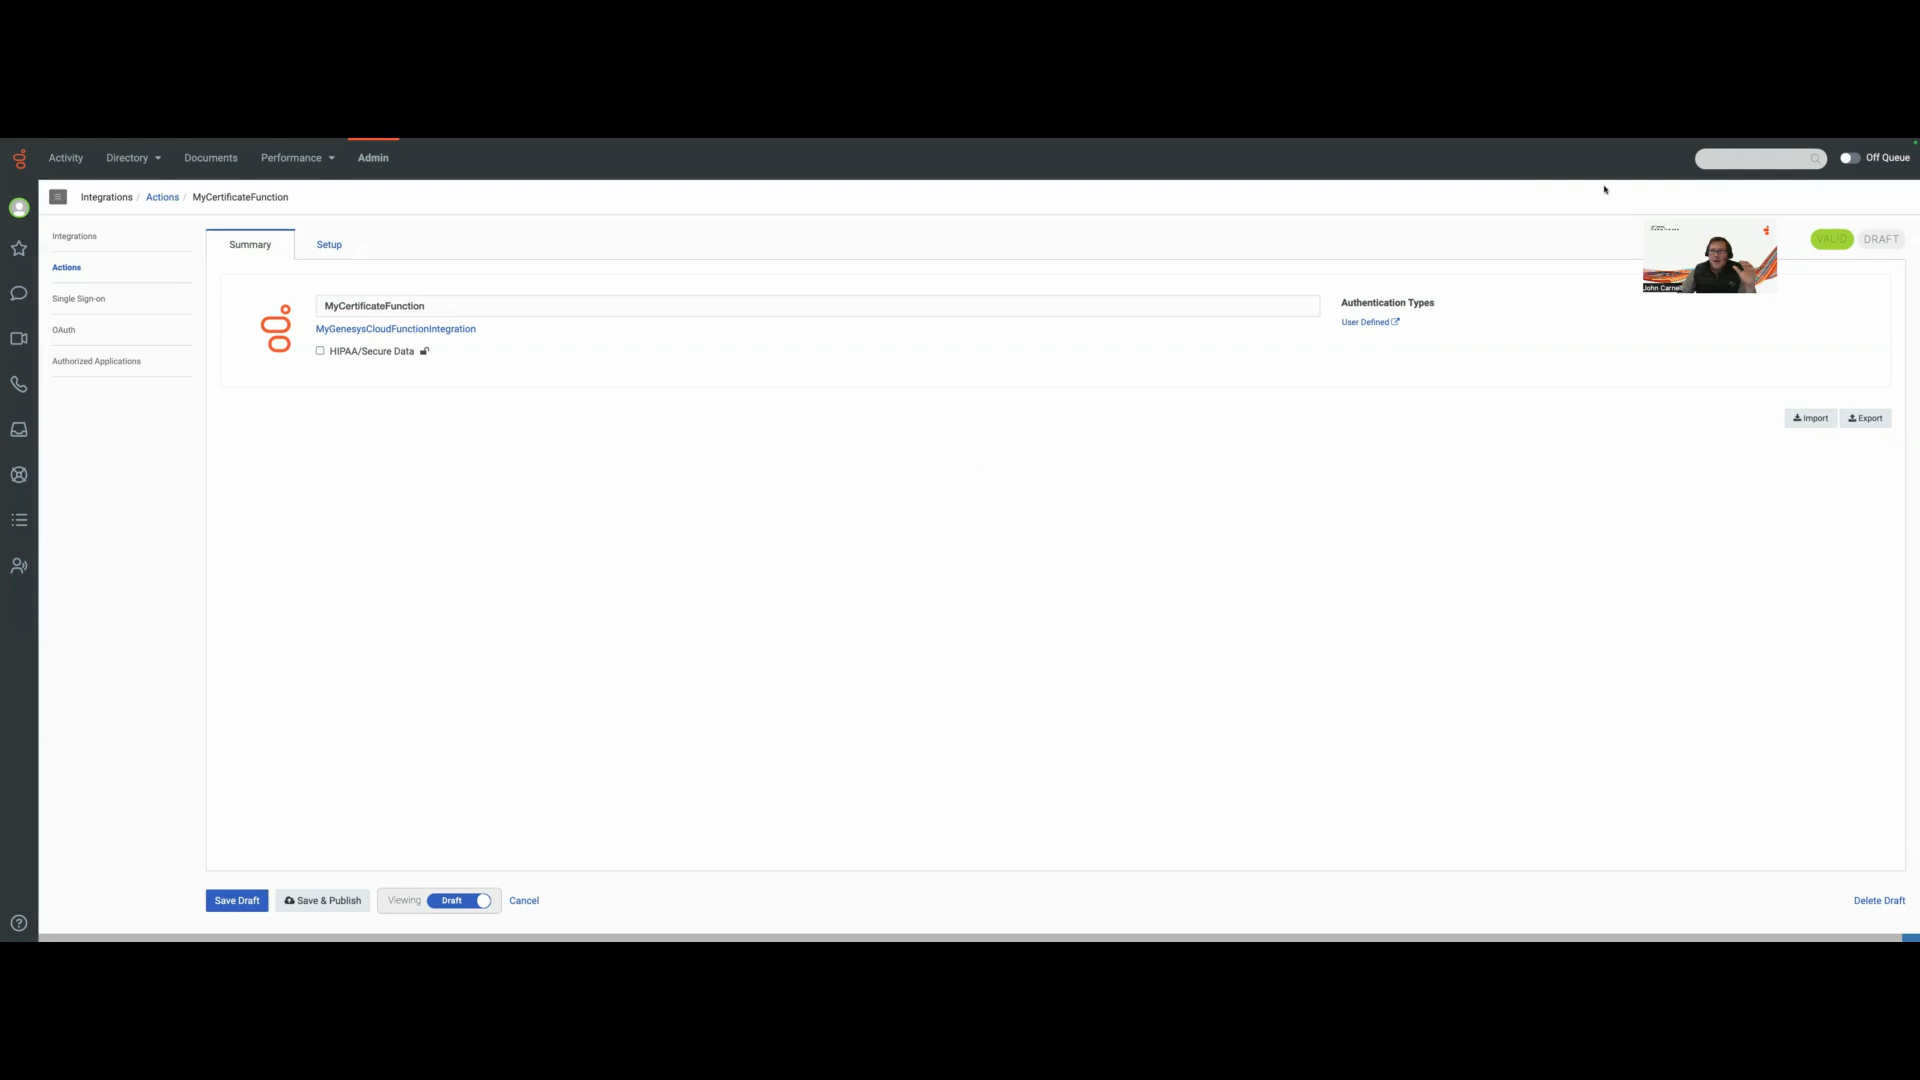 Activity
Directory
Documents
Performance
Admin
Off Queue
Integrations / Actions / MyCertificateFunction
Integrations
Actions
Single Sign-on
OAuth
Authorized Applications
Summary
Setup
VALID
DRAFT
John Carnell
MyCertificateFunction
MyGenesysCloudFunctionIntegration
HIPAA/Secure Data
Authentication Types
User Defined
Import
Export
Save Draft
Save & Publish
Viewing
Draft
Cancel
Delete Draft